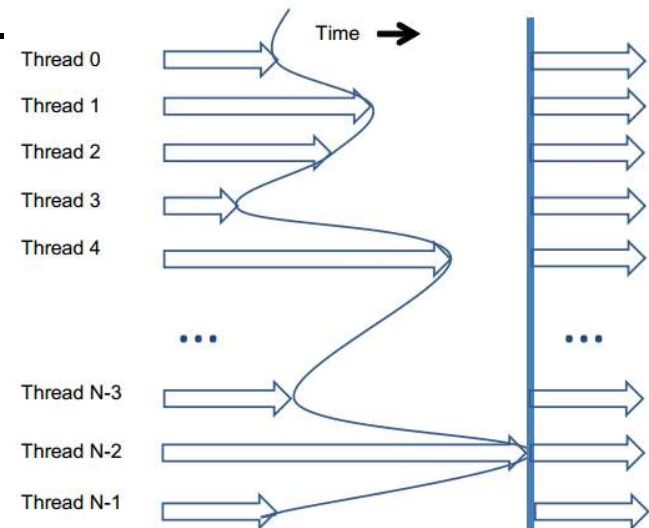 Time
Thread 0
Thread 1
Thread 2
Thread 3
Thread 4
... ...
Thread N-3
Thread N-2
Thread N-1